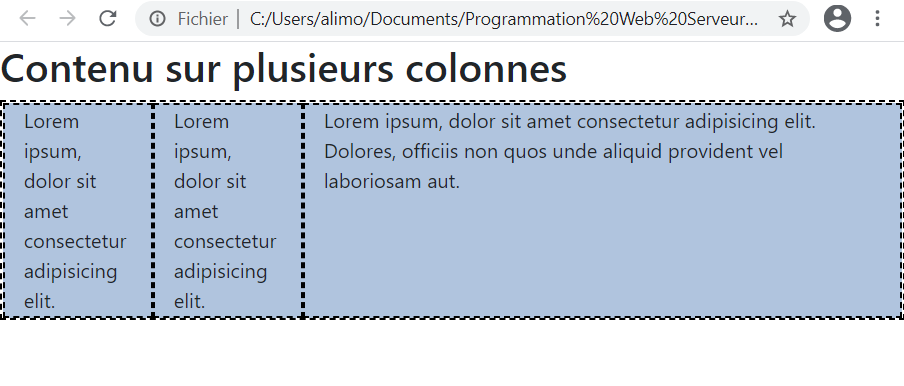 Fichier | C:/Users/alimo/Documents/Programmation%20Web%20Serveur...
Contenu sur plusieurs colonnes
Lorem
ipsum,
dolor sit
amet
consectetur
adipisicing
elit.
Lorem
ipsum,
dolor sit
amet
consectetur
adipisicing
elit.
Lorem ipsum, dolor sit amet consectetur adipisicing elit.
Dolores, officiis non quos unde aliquid provident vel
laboriosam aut.